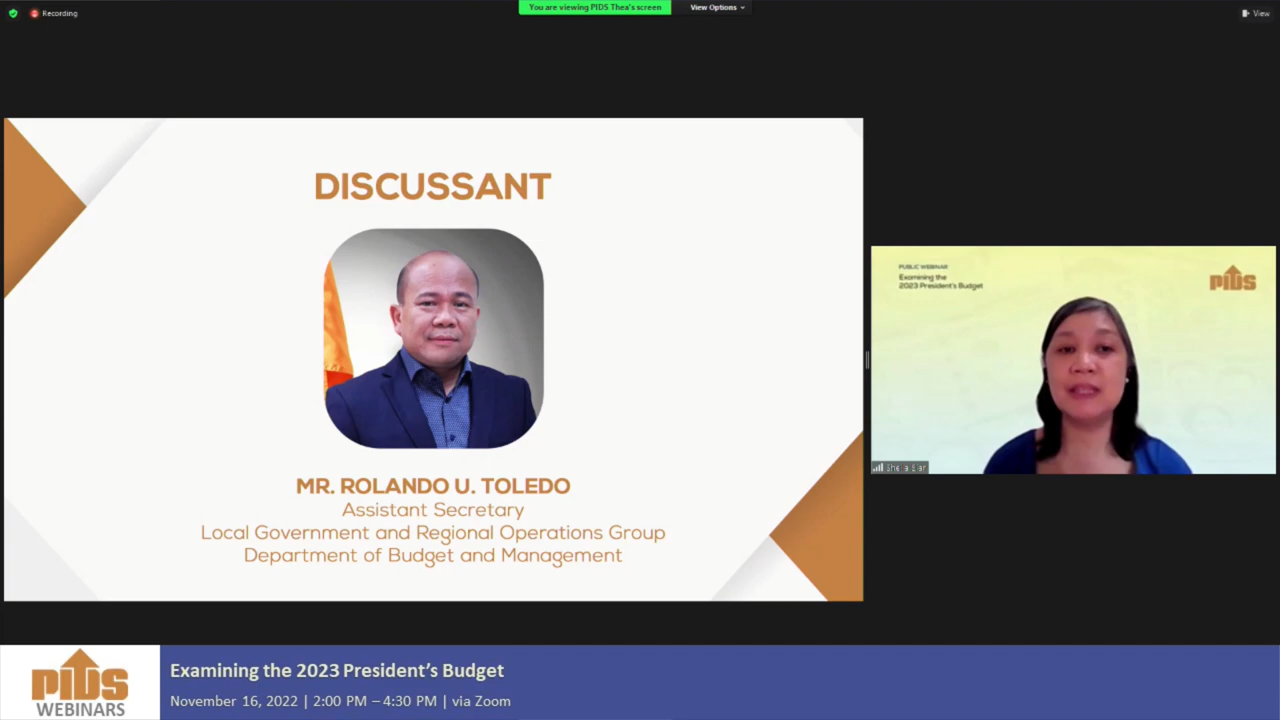 Recording
You are viewing PIDS Thea's screen
View Options
View
DISCUSSANT
MR. ROLANDO U. TOLEDO
Assistant Secretary
Local Government and Regional Operations Group
Department of Budget and Management
PUBLIC WEBINAR
Examining the
2023 President's Budget
PIDS
Sheila Siar
PIDS
WEBINARS
Examining the 2023 President's Budget
November 16, 2022 | 2:00 PM – 4:30 PM | via Zoom